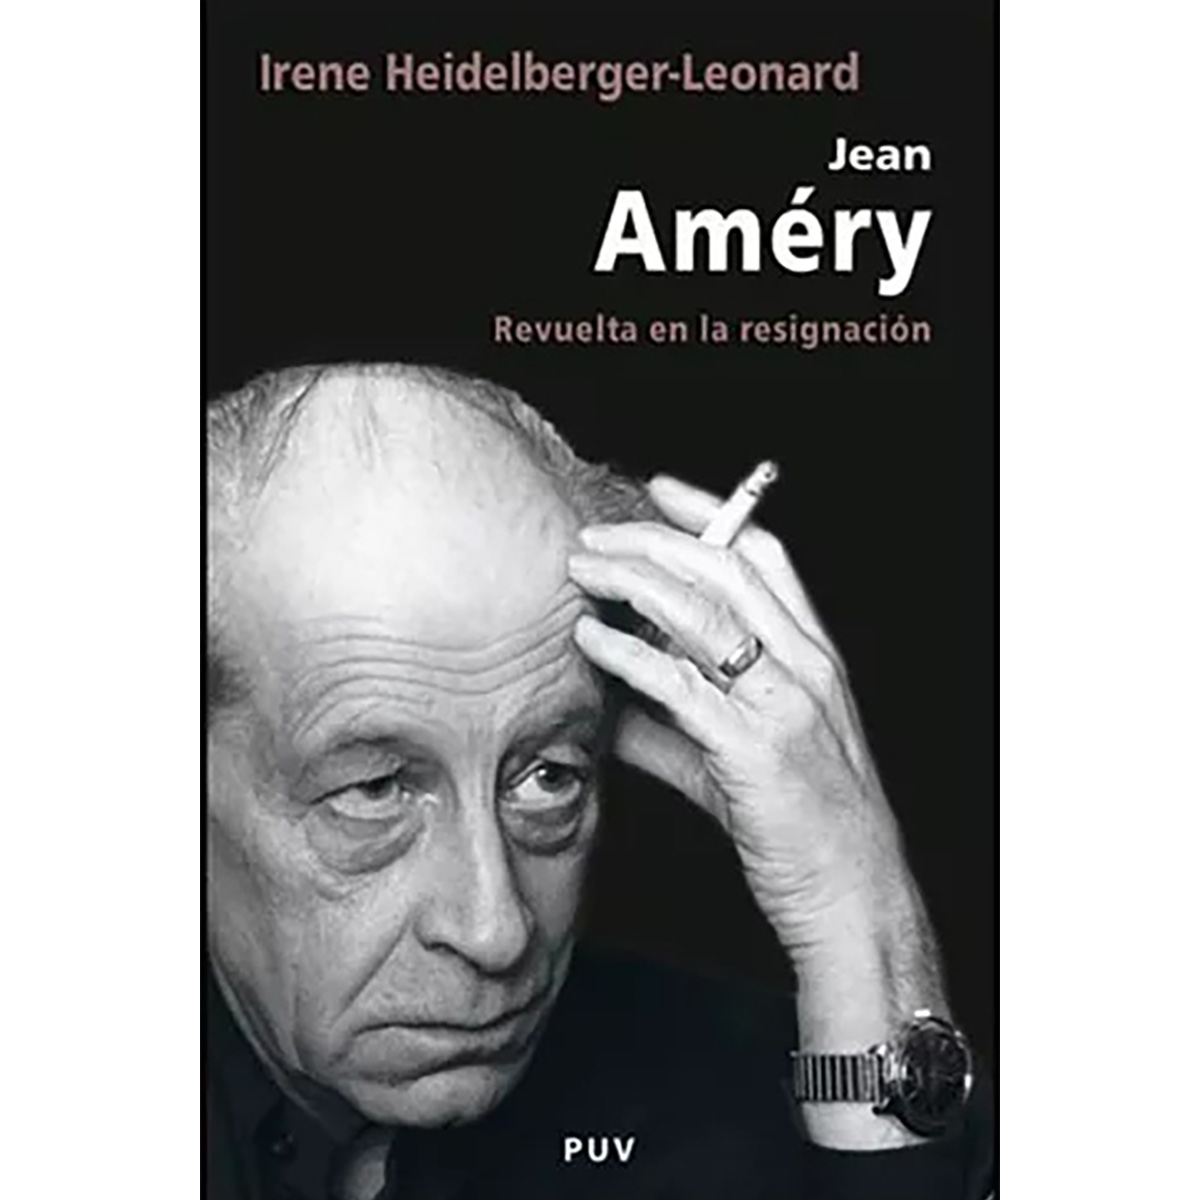 Irene Heidelberger-Leonard
Jean
Améry
Revuelta en la resignación
PUV